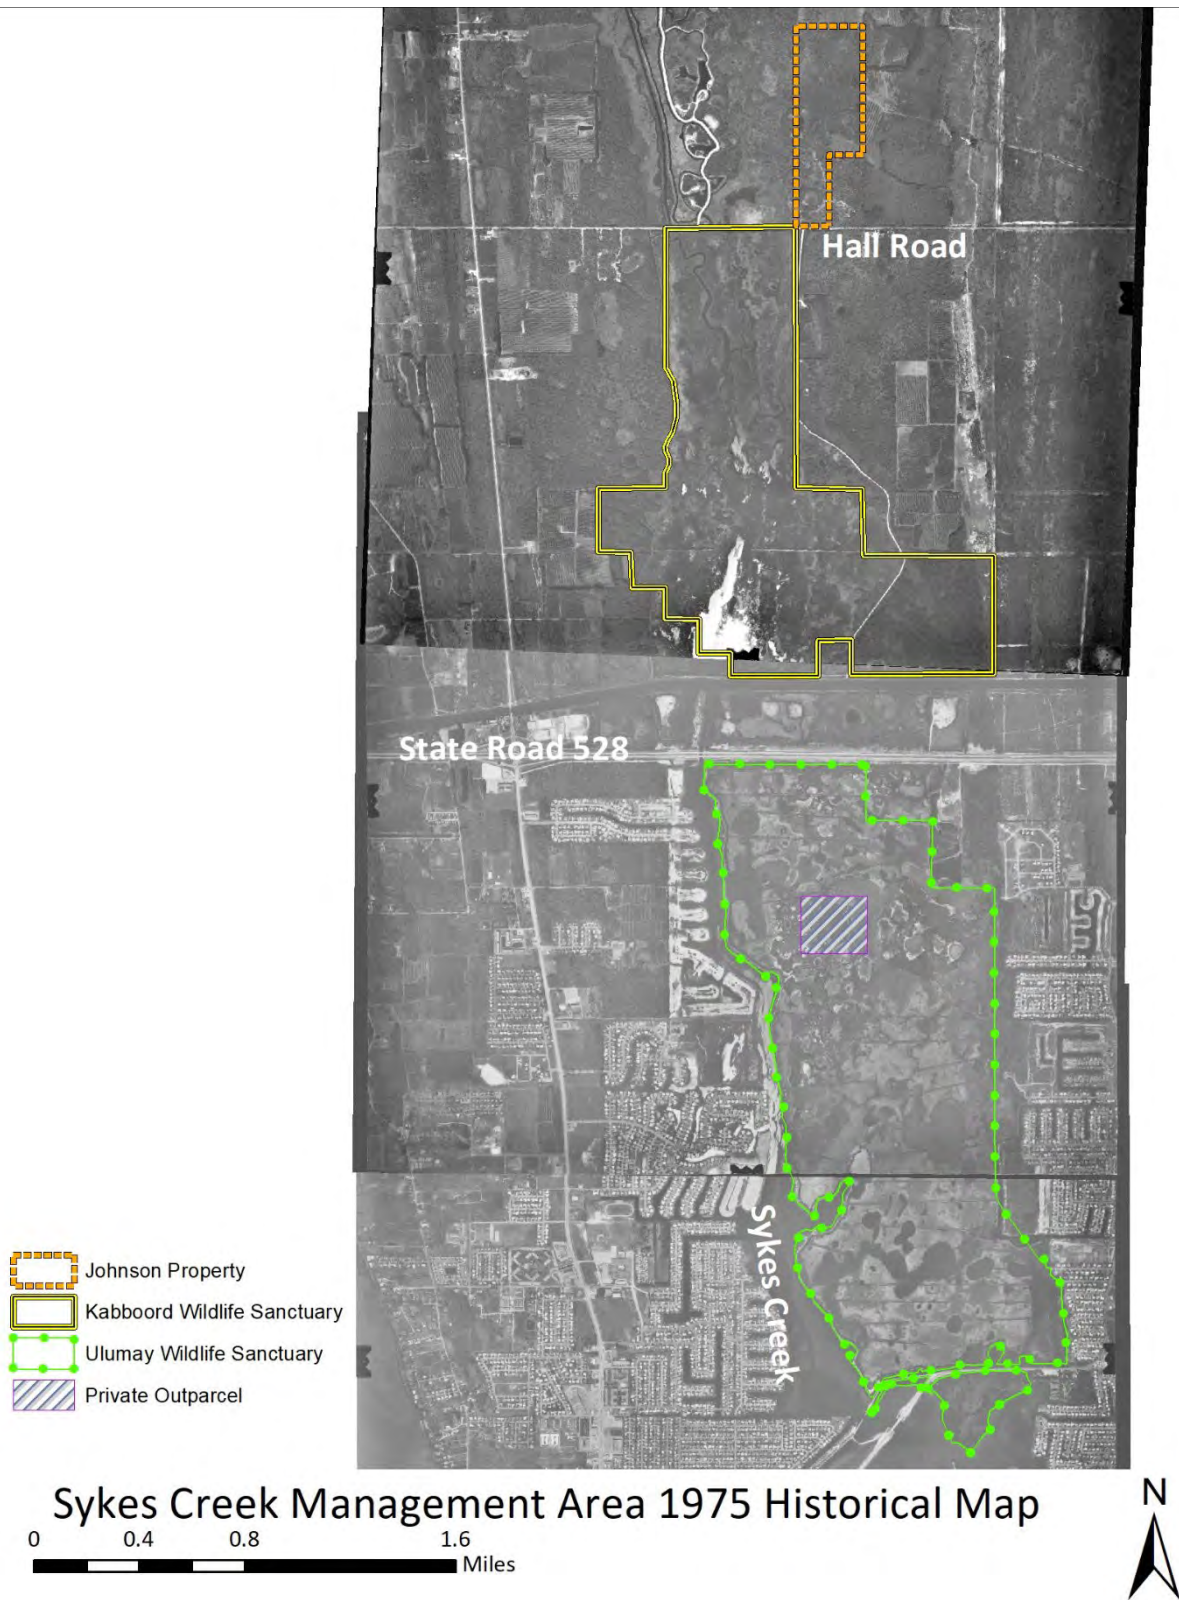 Hall Road
State Road 528
Sykes Creek
Johnson Property
Kabboord Wildlife Sanctuary
Ulumay Wildlife Sanctuary
Private Outparcel
Sykes Creek Management Area 1975 Historical Map
N
0 0.4 0.8 1.6
Miles